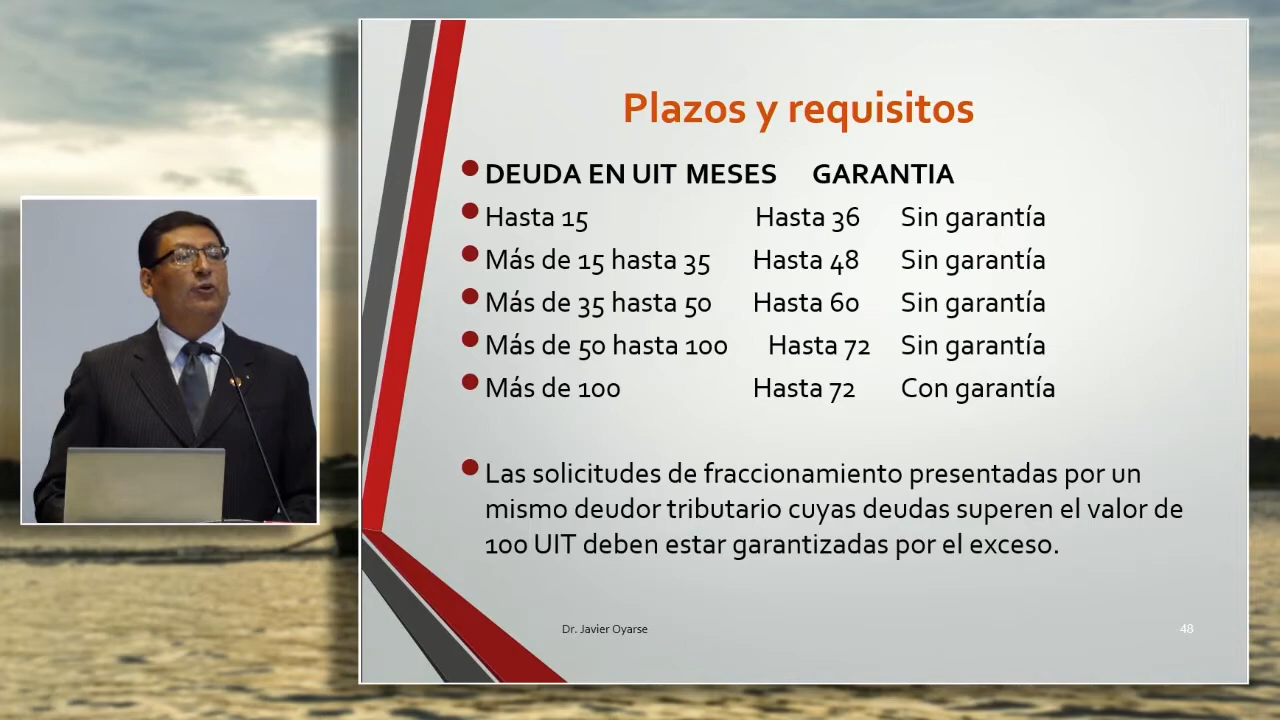 Plazos y requisitos
DEUDA EN UIT MESES GARANTIA
Hasta 15 Hasta 36 Sin garantía
Más de 15 hasta 35 Hasta 48 Sin garantía
Más de 35 hasta 50 Hasta 60 Sin garantía
Más de 50 hasta 100 Hasta 72 Sin garantía
Más de 100 Hasta 72 Con garantía
Las solicitudes de fraccionamiento presentadas por un
mismo deudor tributario cuyas deudas superen el valor de
100 UIT deben estar garantizadas por el exceso.
Dr. Javier Oyarse
48